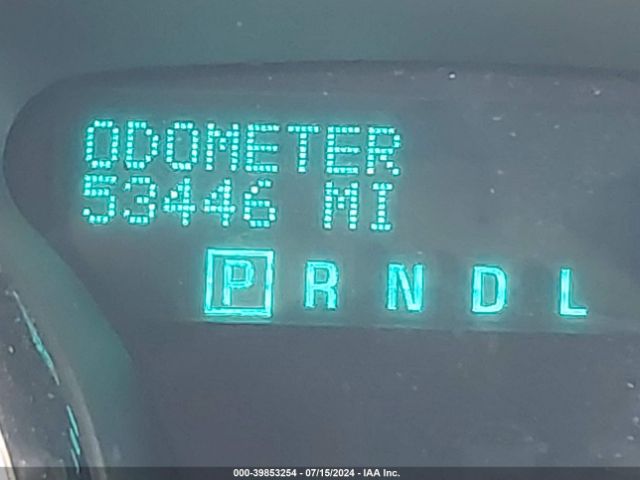 ODOMETER
53446 MI
P R N D L
000-39853254 - 07/15/2024 - IAA Inc.